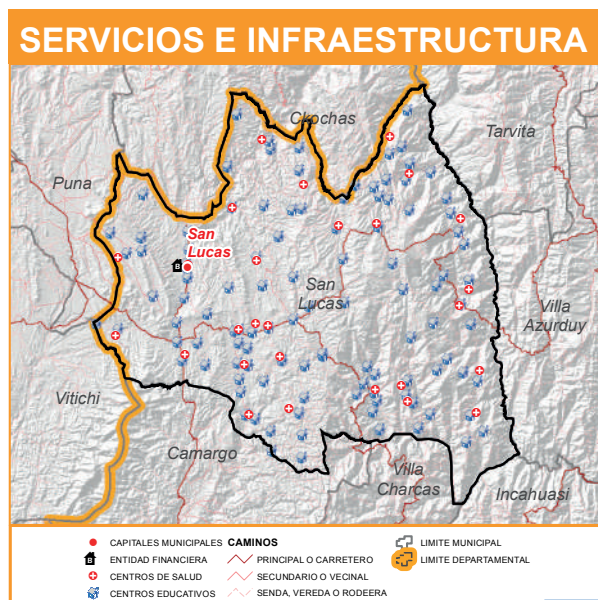 SERVICIOS E INFRAESTRUCTURA
Ckochas
Tarvita
Puna
San
Lucas
B
San
Lucas
Villa
Azurduy
Vitichi
Camargo
Villa
Charcas
Incahuasi
CAPITALES MUNICIPALES
B ENTIDAD FINANCIERA
CENTROS DE SALUD
CENTROS EDUCATIVOS
CAMINOS
PRINCIPAL O CARRETERO
SECUNDARIO O VECINAL
SENDA, VEREDA O RODEERA
LIMITE MUNICIPAL
LIMITE DEPARTAMENTAL